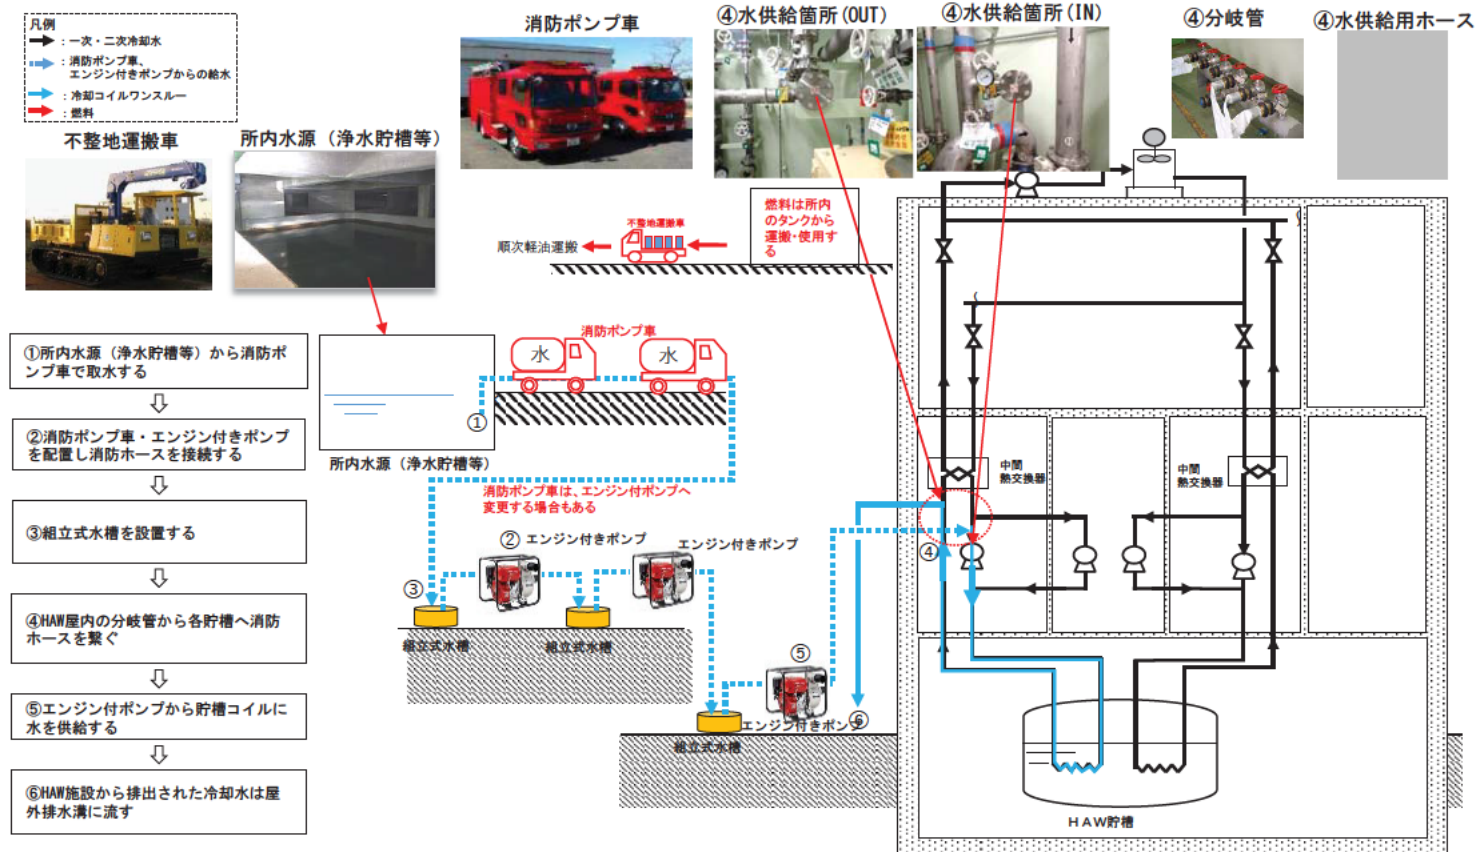 凡例
：一次・二次冷却水
：消防ポンプ車、
エンジン付きポンプからの給水
：冷却コイルワンスルー
：燃料
不整地運搬車
所内水源（浄水貯槽等）
消防ポンプ車
④水供給箇所(OUT)
④水供給箇所(IN)
④分岐管
④水供給用ホース
順次軽油運搬
不整地運搬車
燃料は所内
のタンクから
運搬・使用す
る
①所内水源（浄水貯槽等）から消防ポ
ンプ車で取水する
②消防ポンプ車・エンジン付きポンプ
を配置し消防ホースを接続する
③組立式水槽を設置する
④HAW屋内の分岐管から各貯槽へ消防
ホースを繋ぐ
⑤エンジン付ポンプから貯槽コイルに
水を供給する
⑥HAW施設から排出された冷却水は屋
外排水溝に流す
消防ポンプ車
水
水
①
所内水源（浄水貯槽等）
消防ポンプ車は、エンジン付ポンプへ
変更する場合もある
② エンジン付きポンプ
エンジン付きポンプ
③
組立式水槽
組立式水槽
⑤
エンジン付きポンプ
⑥
組立式水槽
中間
熱交換器
中間
熱交換器
④
HAW貯槽